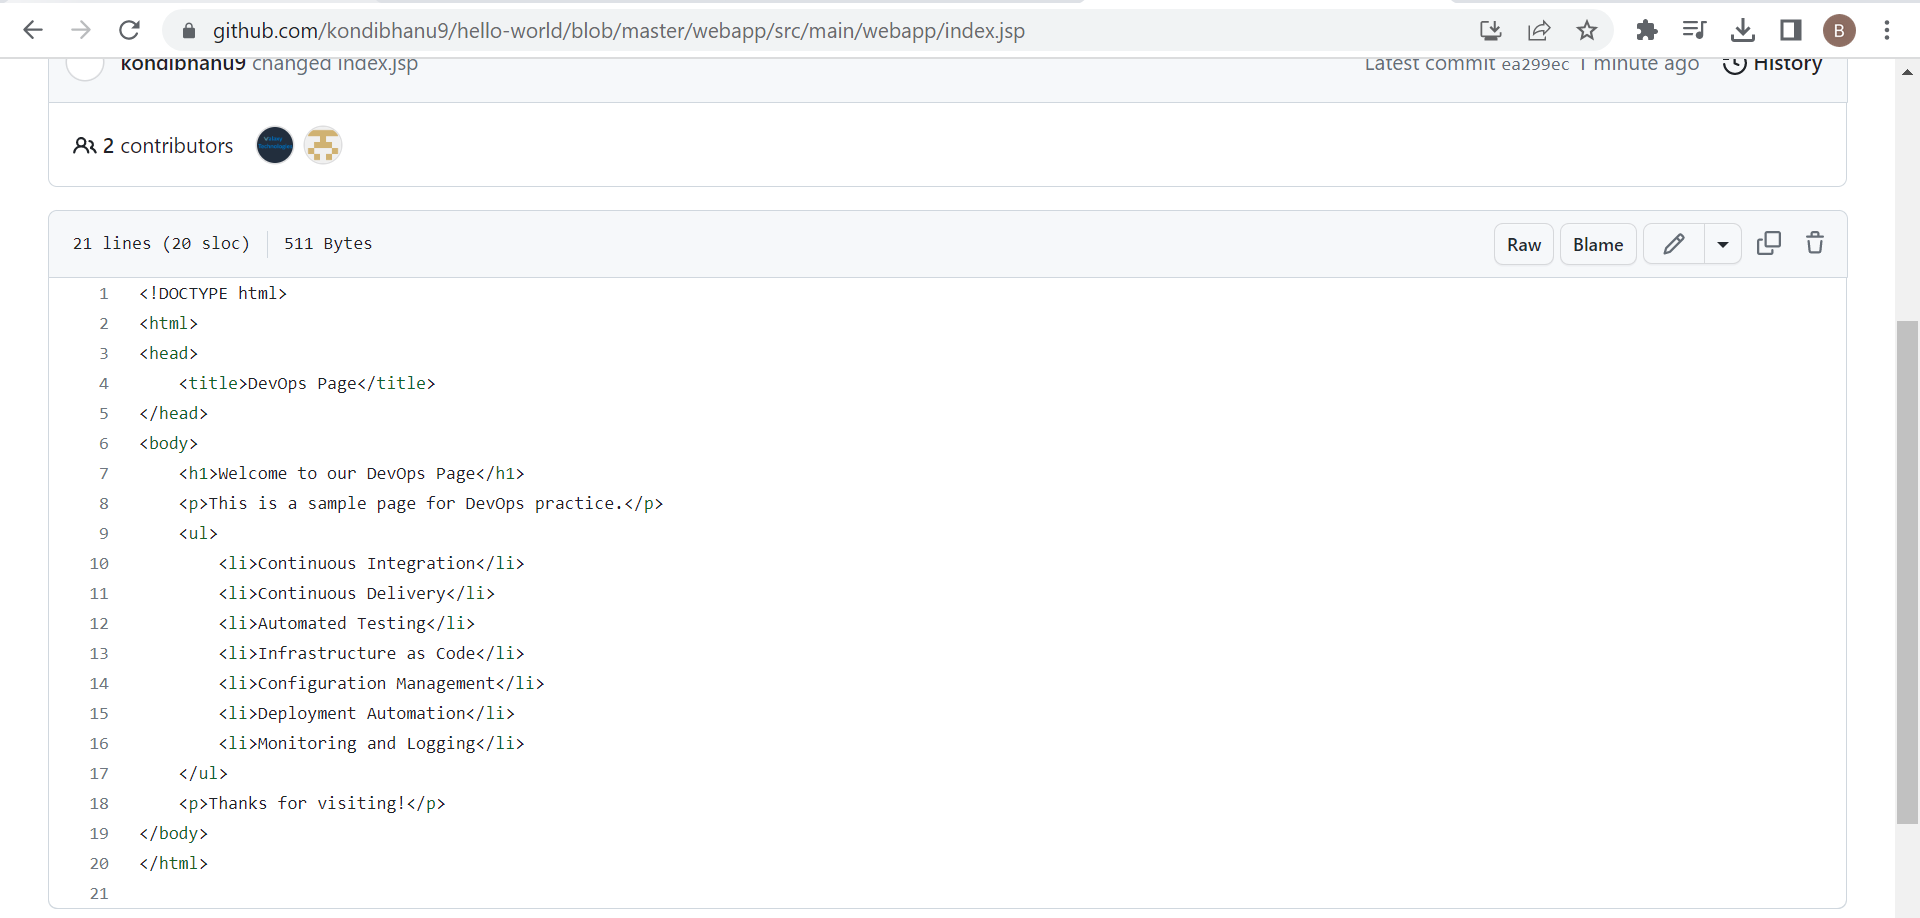 github.com/kondibhanu9/hello-world/blob/master/webapp/src/main/webapp/index.jsp
B
kondibhanu9 changed index.jsp
Latest commit ea299ec 1 minute ago History
2 contributors
21 lines (20 sloc) 511 Bytes
Raw Blame
1 <!DOCTYPE html>
2 <html>
3 <head>
4 <title>DevOps Page</title>
5 </head>
6 <body>
7 <h1>Welcome to our DevOps Page</h1>
8 <p>This is a sample page for DevOps practice.</p>
9 <ul>
10 <li>Continuous Integration</li>
11 <li>Continuous Delivery</li>
12 <li>Automated Testing</li>
13 <li>Infrastructure as Code</li>
14 <li>Configuration Management</li>
15 <li>Deployment Automation</li>
16 <li>Monitoring and Logging</li>
17 </ul>
18 <p>Thanks for visiting!</p>
19 </body>
20 </html>
21